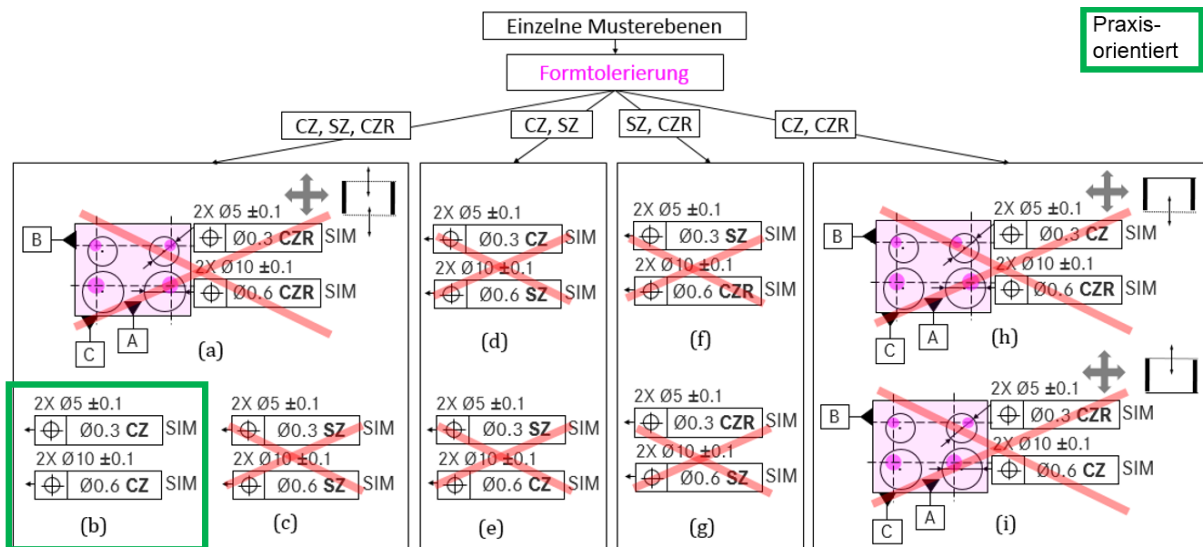 Einzelne Musterebenen
Praxis-
orientiert
Formtolerierung
CZ, SZ, CZR
CZ, SZ
SZ, CZR
CZ, CZR
2X Ø5 ±0.1
Ø0.3 CZR SIM
2X Ø10 ±0.1
Ø0.6 CZR SIM
B
C
A
(a)
2X Ø5 ±0.1
Ø0.3 CZ SIM
2X Ø10 ±0.1
Ø0.6 CZ SIM
(b)
2X Ø5 ±0.1
Ø0.3 SZ SIM
2X Ø10 ±0.1
Ø0.6 SZ SIM
(c)
2X Ø5 ±0.1
Ø0.3 CZ SIM
2X Ø10 ±0.1
Ø0.6 SZ SIM
(d)
2X Ø5 ±0.1
Ø0.3 SZ SIM
2X Ø10 ±0.1
Ø0.6 CZ SIM
(e)
2X Ø5 ±0.1
Ø0.3 SZ SIM
2X Ø10 ±0.1
Ø0.6 CZR SIM
(f)
2X Ø5 ±0.1
Ø0.3 CZR SIM
2X Ø10 ±0.1
Ø0.6 SZ SIM
(g)
2X Ø5 ±0.1
Ø0.3 CZ SIM
2X Ø10 ±0.1
Ø0.6 CZR SIM
B
C
A
(h)
2X Ø5 ±0.1
Ø0.3 CZR SIM
2X Ø10 ±0.1
Ø0.6 CZ SIM
B
C
A
(i)